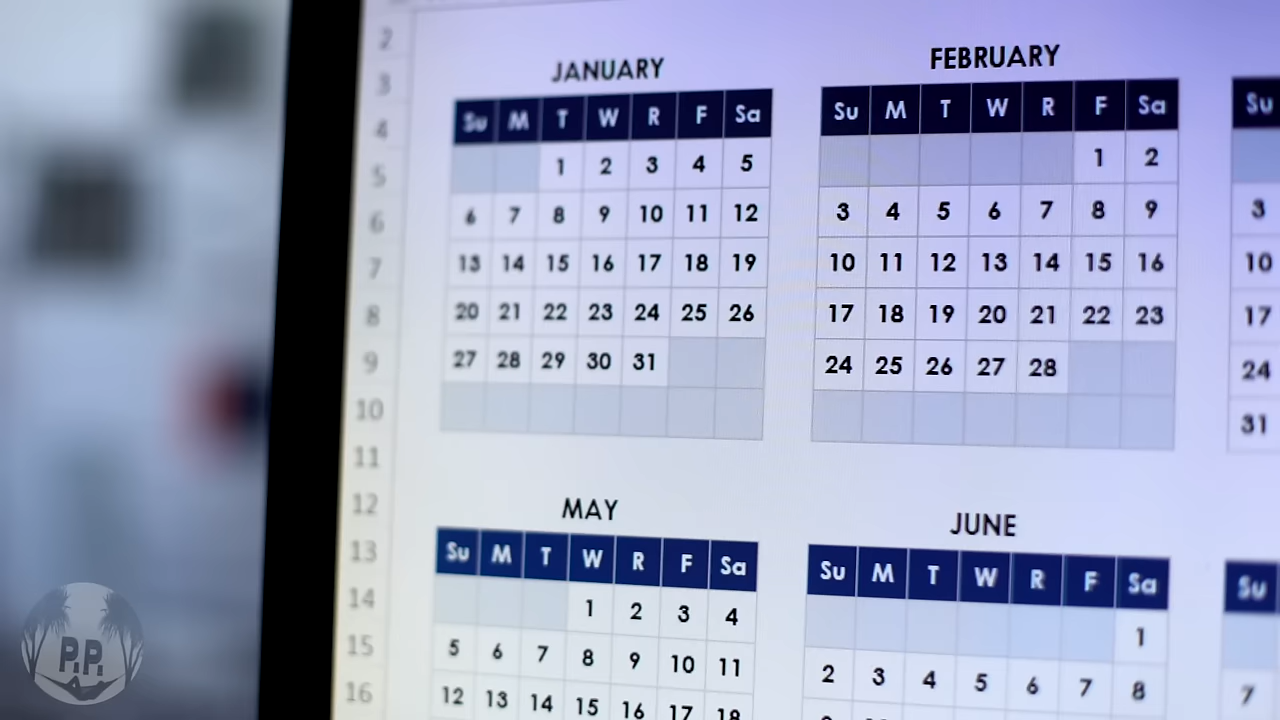 2
3
4
5
6
7
8
9
10
11
12
13
14
15
16
JANUARY
Su M T W R F Sa
1 2 3 4 5
6 7 8 9 10 11 12
13 14 15 16 17 18 19
20 21 22 23 24 25 26
27 28 29 30 31
FEBRUARY
Su M T W R F Sa
1 2
3 4 5 6 7 8 9
10 11 12 13 14 15 16
17 18 19 20 21 22 23
24 25 26 27 28
Su
3
10
17
24
31
MAY
Su M T W R F Sa
1 2 3 4
5 6 7 8 9 10 11
12 13 14 15 16 17 18
JUNE
Su M T W R F Sa
1
2 3 4 5 6 7 8
Su
7
P.P.